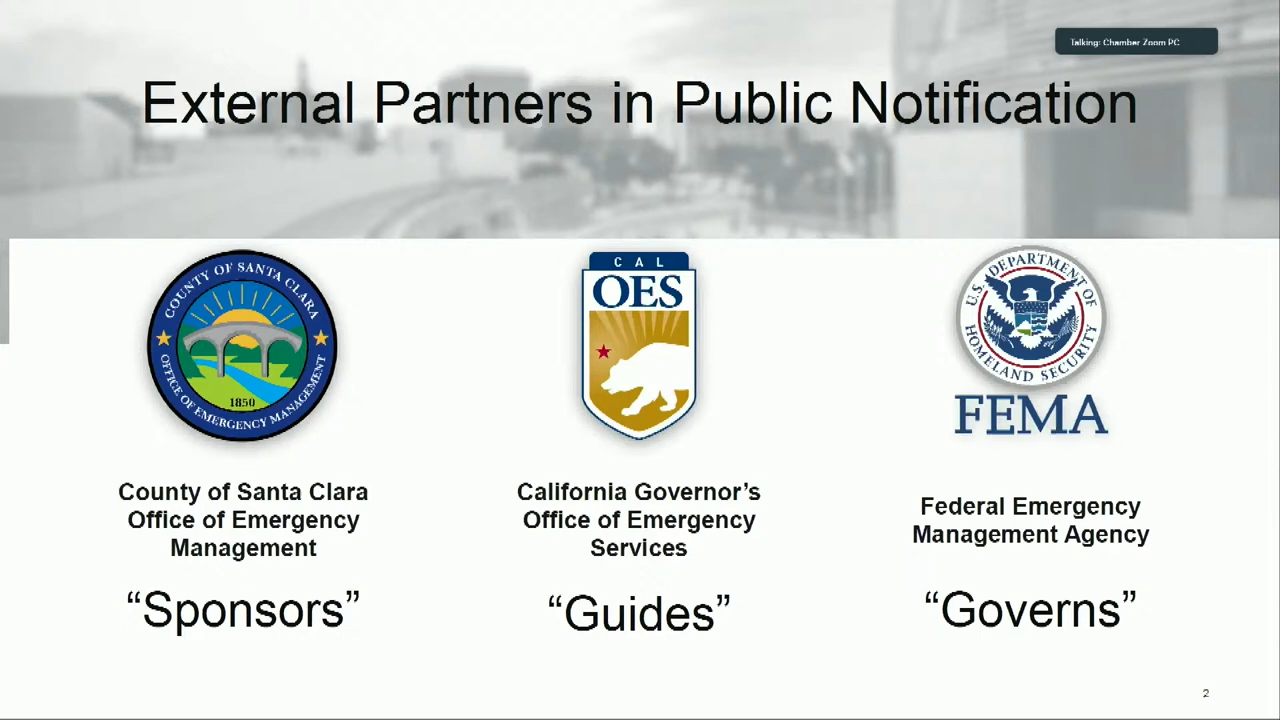 Talking: Chamber Zoom PC
External Partners in Public Notification
COUNTY OF SANTA CLARA
OFFICE OF EMERGENCY MANAGEMENT
1850
CAL
OES
U.S. DEPARTMENT OF
HOMELAND SECURITY
FEMA
County of Santa Clara
Office of Emergency
Management
California Governor’s
Office of Emergency
Services
Federal Emergency
Management Agency
“Sponsors”
“Guides”
“Governs”
2